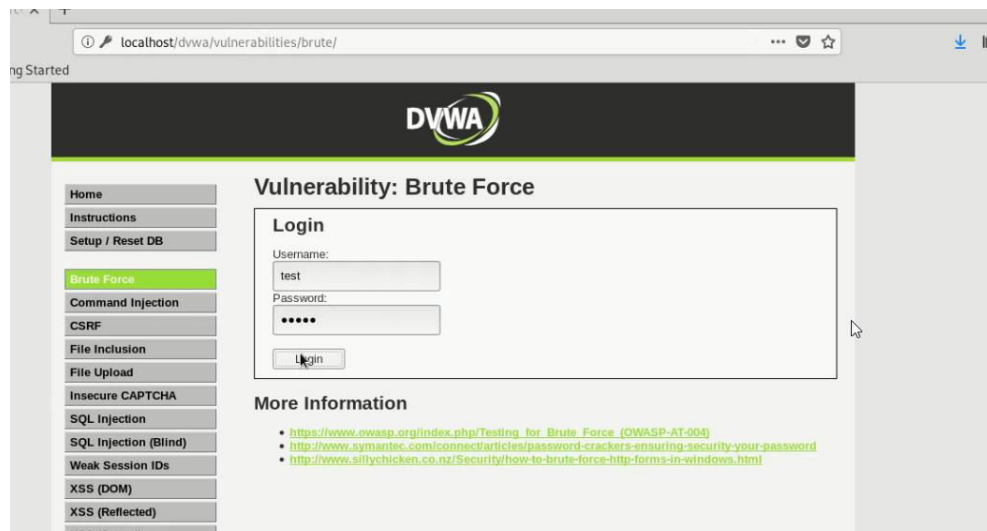 localhost/dvwa/vulnerabilities/brute/
ng Started
DVWA
Home
Instructions
Setup / Reset DB
Brute Force
Command Injection
CSRF
File Inclusion
File Upload
Insecure CAPTCHA
SQL Injection
SQL Injection (Blind)
Weak Session IDs
XSS (DOM)
XSS (Reflected)
Vulnerability: Brute Force
Login
Username:
test
Password:
•••••
Login
More Information
• https://www.owasp.org/index.php/Testing_for_Brute_Force_(OWASP-AT-004)
• http://www.symantec.com/connect/articles/password-crackers-ensuring-security-your-password
• http://www.sillychicken.co.nz/Security/how-to-brute-force-http-forms-in-windows.html